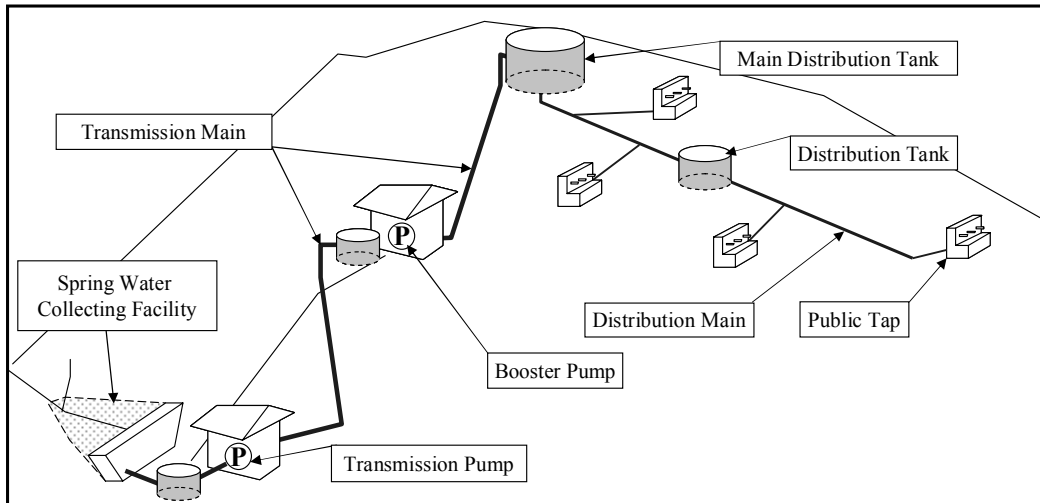 Main Distribution Tank
Transmission Main
Distribution Tank
P
Spring Water
Collecting Facility
Distribution Main
Public Tap
Booster Pump
P
Transmission Pump